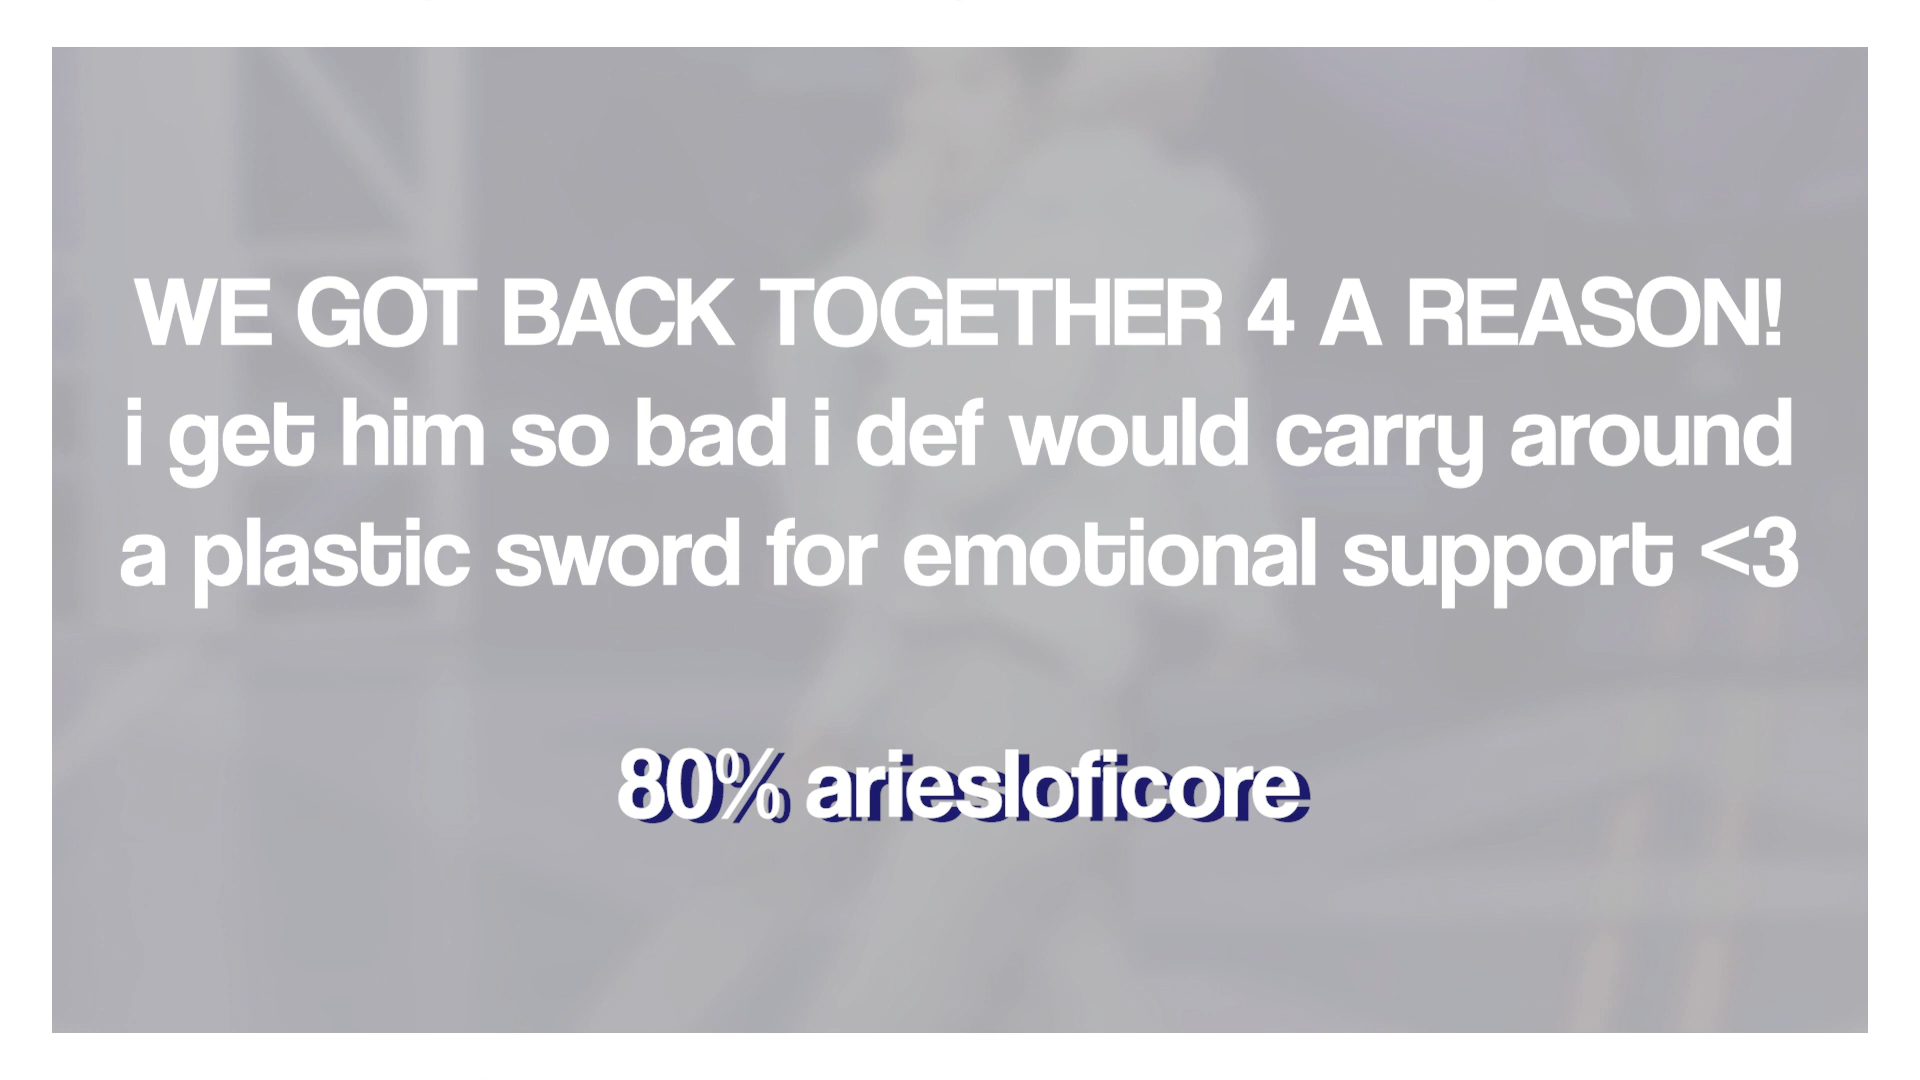 WE GOT BACK TOGETHER 4 A REASON!
i get him so bad i def would carry around
a plastic sword for emotional support <3
80% ariesloficore